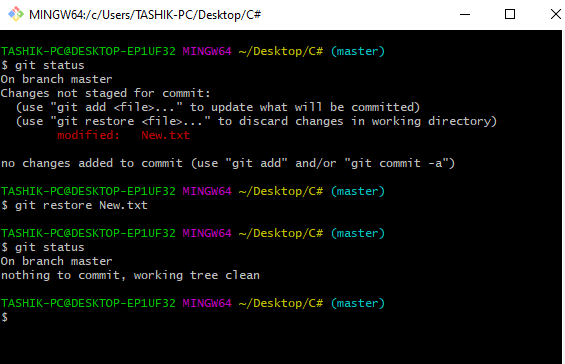 MINGW64:/c/Users/TASHIK-PC/Desktop/C#
TASHIK-PC@DESKTOP-EP1UF32 MINGW64 ~/Desktop/C# (master)
$ git status
On branch master
Changes not staged for commit:
  (use "git add <file>..." to update what will be committed)
  (use "git restore <file>..." to discard changes in working directory)
        modified:   New.txt
no changes added to commit (use "git add" and/or "git commit -a")
TASHIK-PC@DESKTOP-EP1UF32 MINGW64 ~/Desktop/C# (master)
$ git restore New.txt
TASHIK-PC@DESKTOP-EP1UF32 MINGW64 ~/Desktop/C# (master)
$ git status
On branch master
nothing to commit, working tree clean
TASHIK-PC@DESKTOP-EP1UF32 MINGW64 ~/Desktop/C# (master)
$